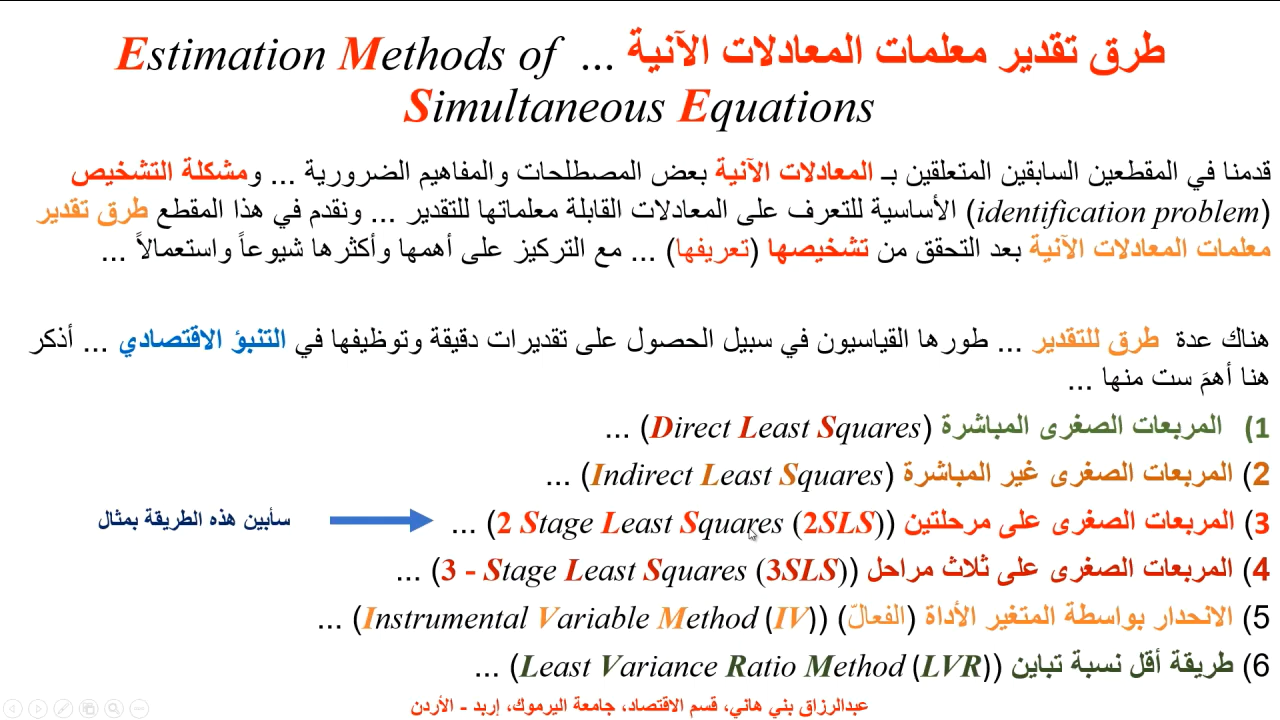 طرق تقدير معلمات المعادلات الآنية ... Estimation Methods of
Simultaneous Equations
قدمنا في المقطعين السابقين المتعلقين بـ المعادلات الآنية بعض المصطلحات والمفاهيم الضرورية ... ومشكلة التشخيص
(identification problem) الأساسية للتعرف على المعادلات القابلة معلماتها للتقدير ... ونقدم في هذا المقطع طرق تقدير
معلمات المعادلات الآنية بعد التحقق من تشخيصها (تعريفها) ... مع التركيز على أهمها وأكثرها شيوعاً واستعمالاً ...
هناك عدة طرق للتقدير ... طورها القياسيون في سبيل الحصول على تقديرات دقيقة وتوظيفها في التنبؤ الاقتصادي ... أذكر
هنا أهمَ ست منها ...
1) المربعات الصغرى المباشرة (Direct Least Squares) ...
2) المربعات الصغرى غير المباشرة (Indirect Least Squares) ...
3) المربعات الصغرى على مرحلتين (2 Stage Least Squares (2SLS)) ...
سأبين هذه الطريقة بمثال
4) المربعات الصغرى على ثلاث مراحل (3 - Stage Least Squares (3SLS)) ...
5) الانحدار بواسطة المتغير الأداة (الفعالّ) (Instrumental Variable Method (IV)) ...
6) طريقة أقل نسبة تباين (Least Variance Ratio Method (LVR)) ...
عبدالرزاق بني هاني، قسم الاقتصاد، جامعة اليرموك، إربد - الأردن